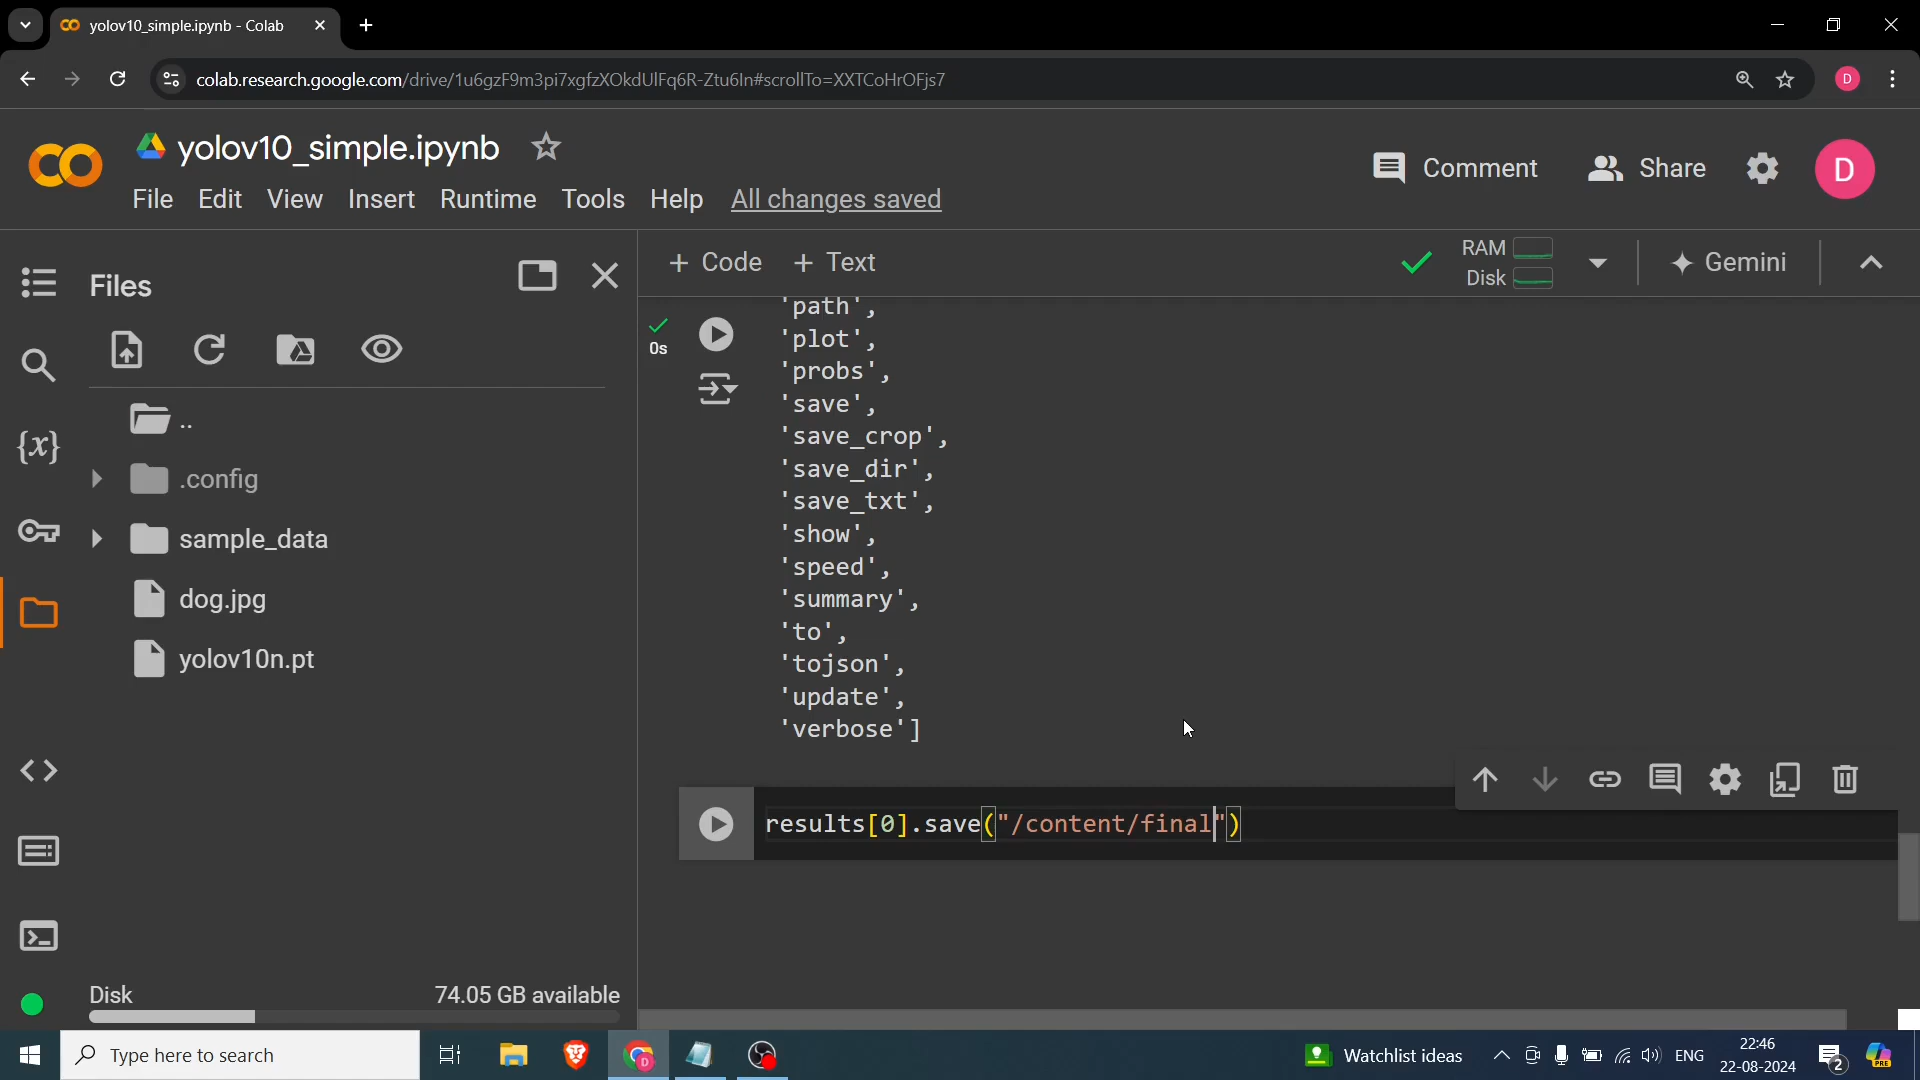 yolov10_simple.ipynb - Colab
colab.research.google.com/drive/1u6gzF9m3pi7xgfzXOkdUlFq6R-Ztu6In#scrollTo=XXTCoHrOFjs7
D
yolov10_simple.ipynb
Comment
Share
D
File Edit View Insert Runtime Tools Help All changes saved
Files
+ Code + Text
RAM
Disk
Gemini
..
.config
sample_data
dog.jpg
yolov10n.pt
{x}
0s
'path',
'plot',
'probs',
'save',
'save_crop',
'save_dir',
'save_txt',
'show',
'speed',
'summary',
'to',
'tojson',
'update',
'verbose']
results[0].save("/content/final")
Disk 74.05 GB available
Type here to search
D
Watchlist ideas
ENG
22:46
22-08-2024
2
PRE